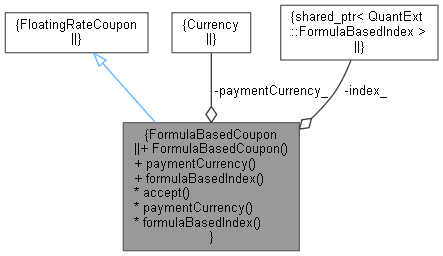 {FloatingRateCoupon
||}
{Currency
||}
{shared_ptr< QuantExt
::FormulaBasedIndex >
||}
-paymentCurrency_
-index_
{FormulaBasedCoupon
||+ FormulaBasedCoupon()
+ paymentCurrency()
+ formulaBasedIndex()
* accept()
* paymentCurrency()
* formulaBasedIndex()
}